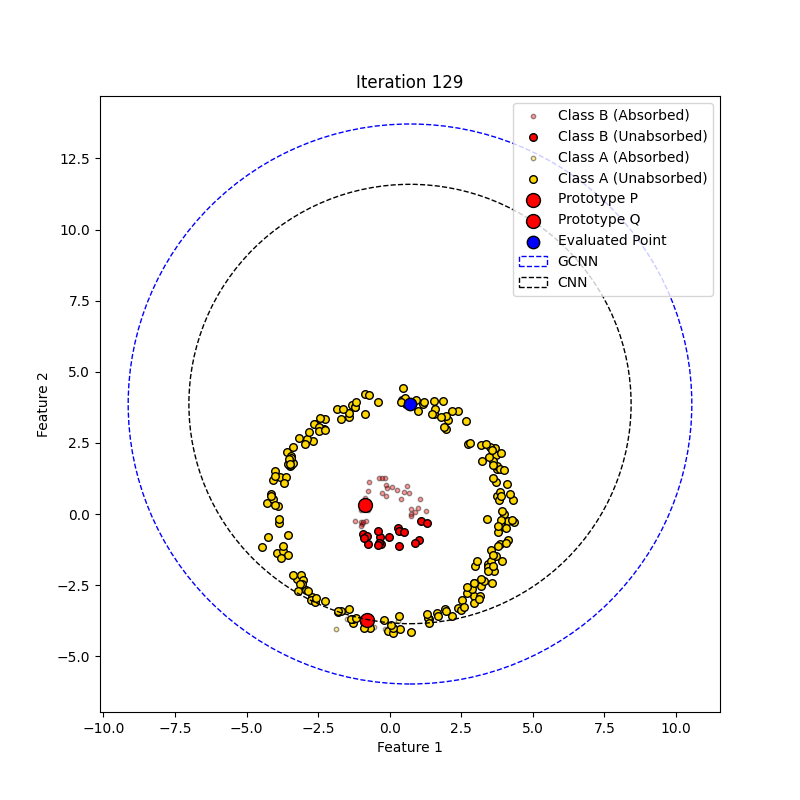 Iteration 129
Class B (Absorbed)
Class B (Unabsorbed)
Class A (Absorbed)
Class A (Unabsorbed)
Prototype P
Prototype Q
Evaluated Point
GCNN
CNN
12.5
10.0
7.5
5.0
2.5
0.0
−2.5
−5.0
Feature 2
−10.0 −7.5 −5.0 −2.5 0.0 2.5 5.0 7.5 10.0
Feature 1